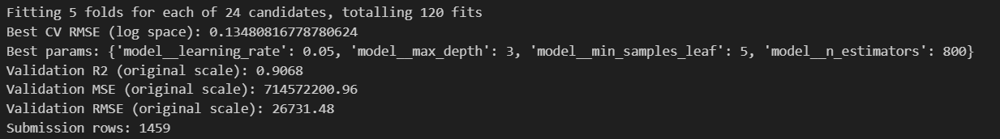 Fitting 5 folds for each of 24 candidates, totalling 120 fits
Best CV RMSE (log space): 0.13480816778780624
Best params: {'model__learning_rate': 0.05, 'model__max_depth': 3, 'model__min_samples_leaf': 5, 'model__n_estimators': 800}
Validation R2 (original scale): 0.9068
Validation MSE (original scale): 714572200.96
Validation RMSE (original scale): 26731.48
Submission rows: 1459